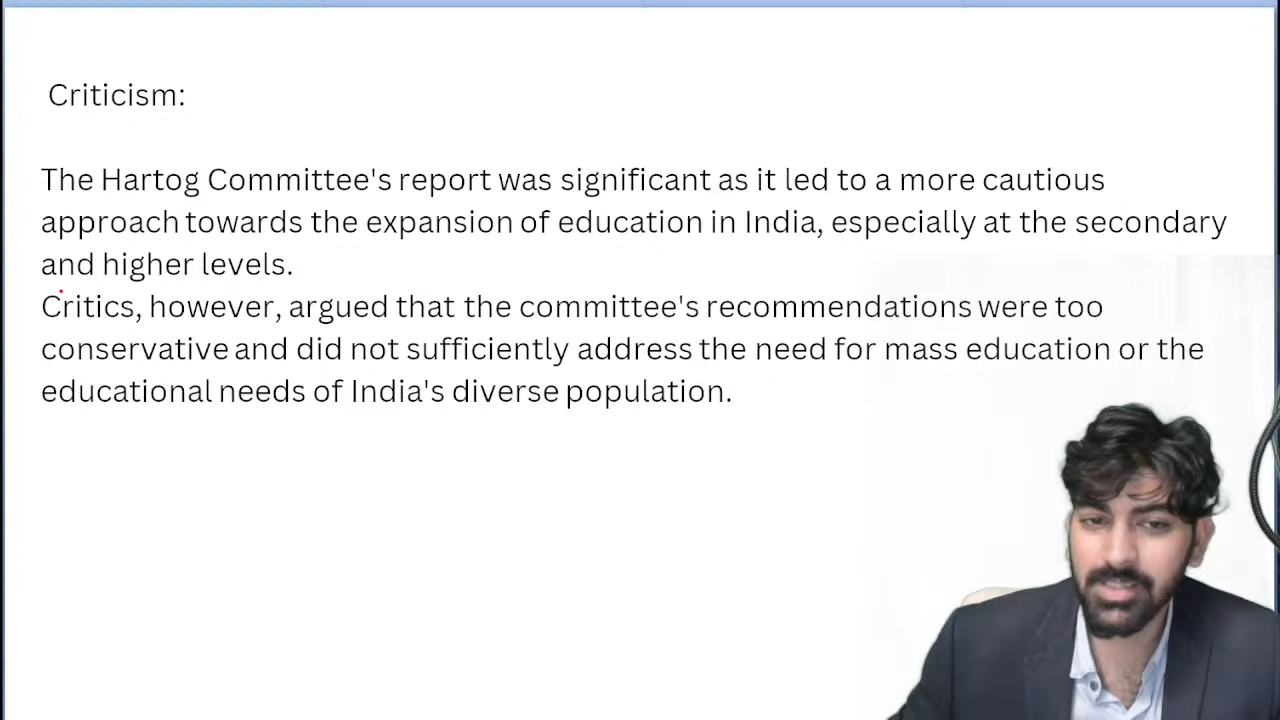 Criticism:
The Hartog Committee's report was significant as it led to a more cautious
approach towards the expansion of education in India, especially at the secondary
and higher levels.
Critics, however, argued that the committee's recommendations were too
conservative and did not sufficiently address the need for mass education or the
educational needs of India's diverse population.